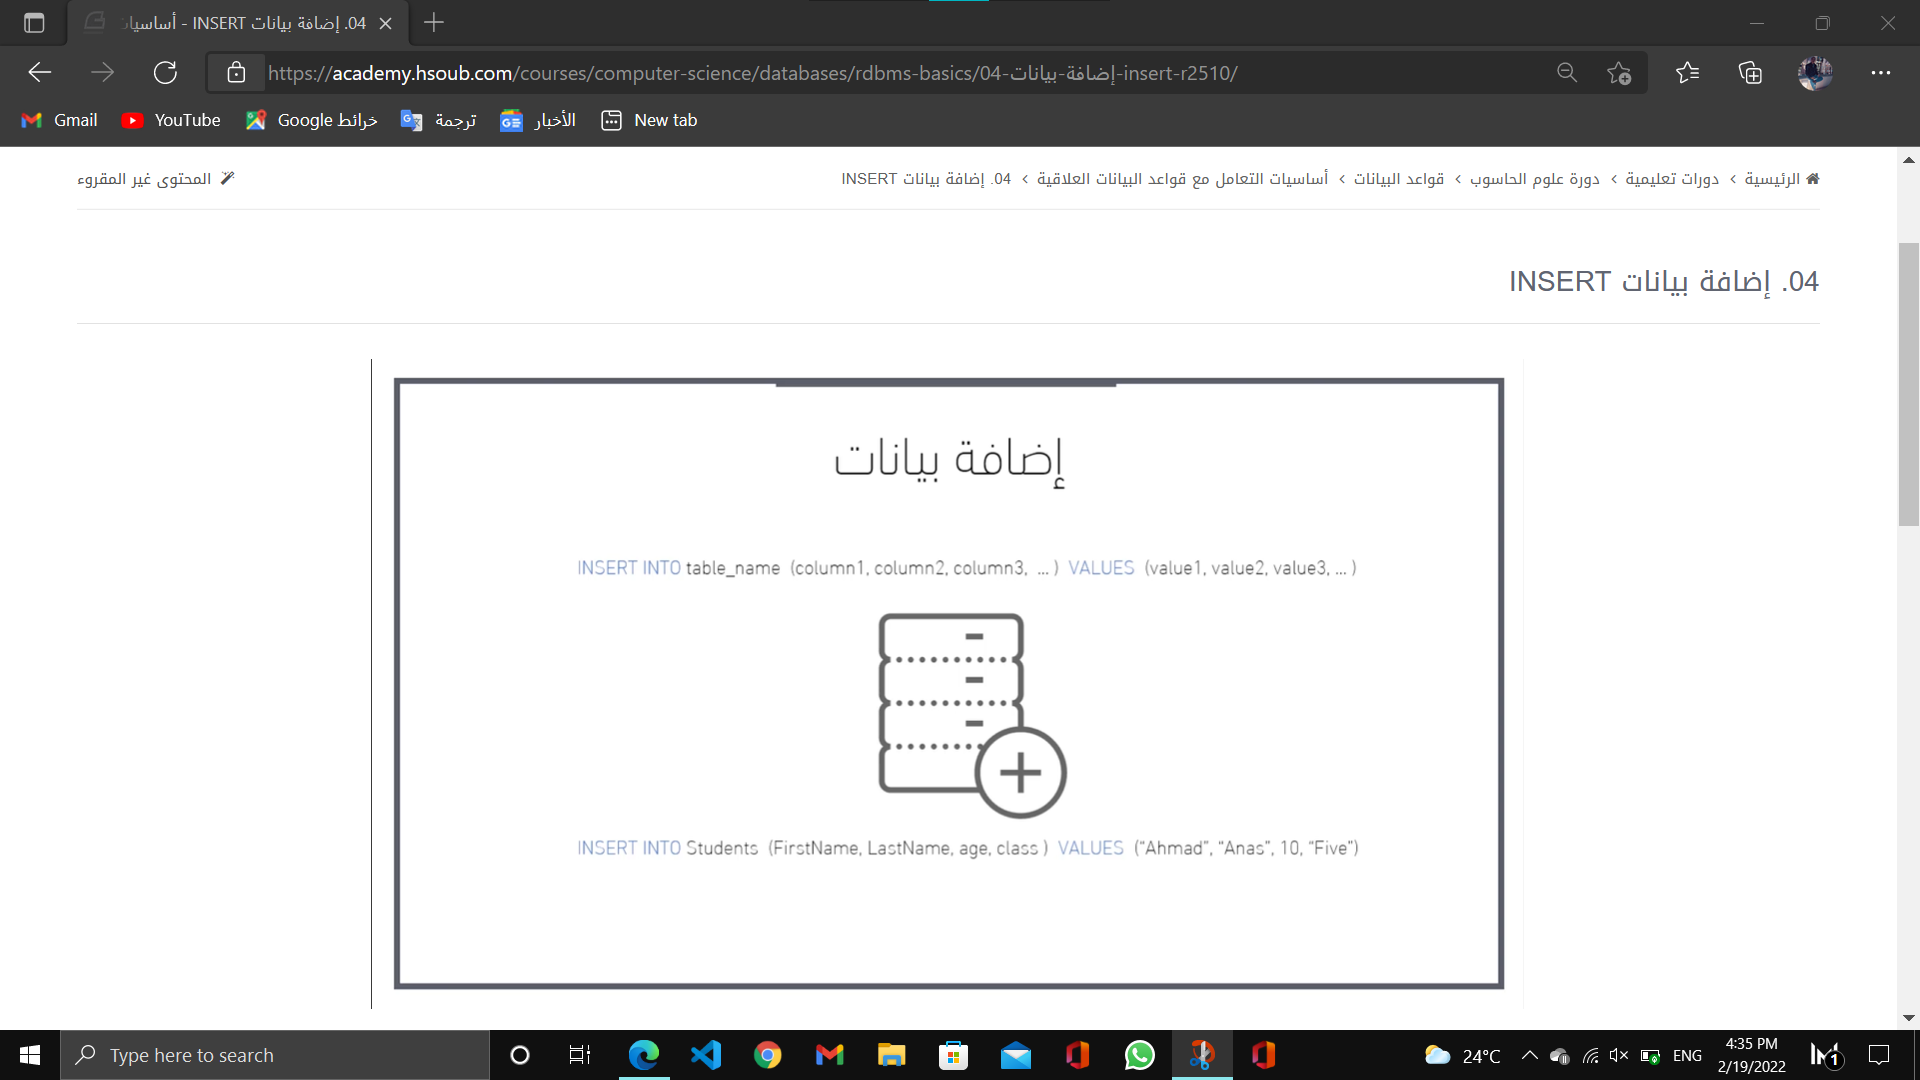 04. إضافة بيانات INSERT - أساسيات
https://academy.hsoub.com/courses/computer-science/databases/rdbms-basics/04-إضافة-بيانات-insert-r2510/
Gmail
YouTube
خرائط Google
ترجمة
الأخبار
New tab
الرئيسية › دورات تعليمية › دورة علوم الحاسوب › قواعد البيانات › أساسيات التعامل مع قواعد البيانات العلاقية › 04. إضافة بيانات INSERT
المحتوى غير المقروء
04. إضافة بيانات INSERT
إضافة بيانات
INSERT INTO table_name (column1, column2, column3, ... ) VALUES (value1, value2, value3, ... )
INSERT INTO Students (FirstName, LastName, age, class ) VALUES (“Ahmad”, “Anas”, 10, “Five”)
Type here to search
24°C
ENG
4:35 PM
2/19/2022
1